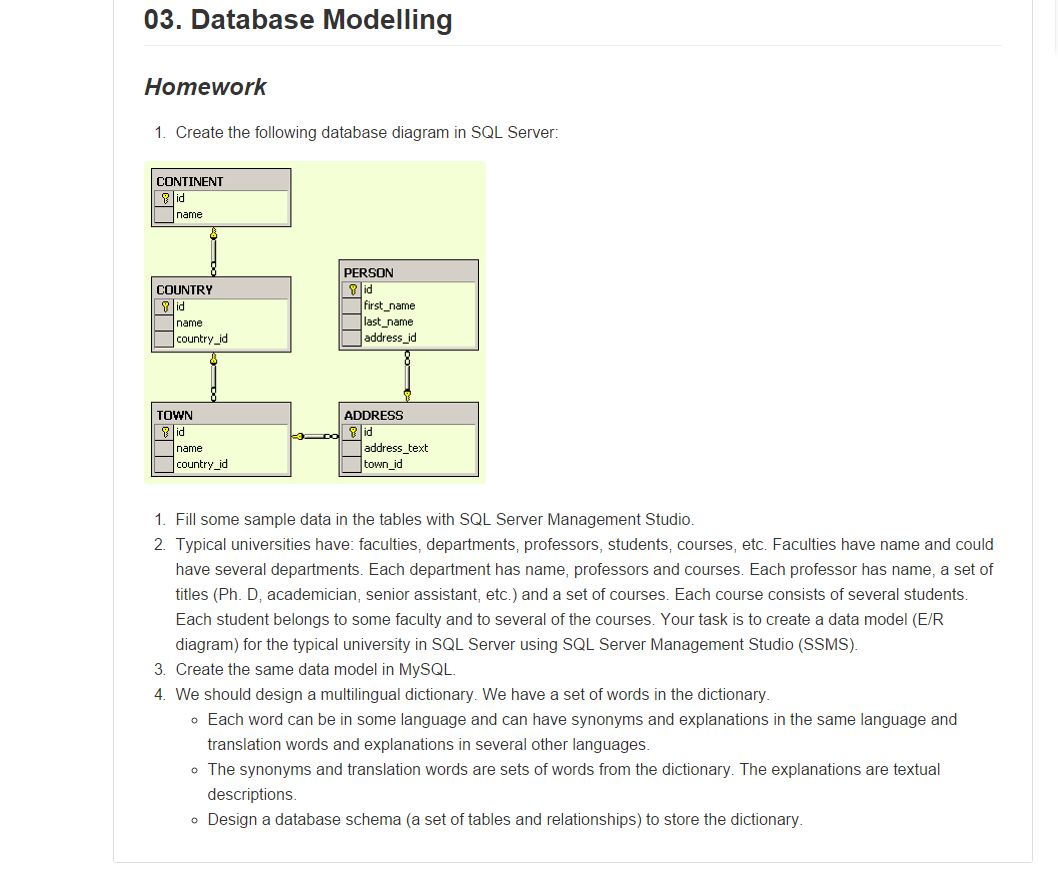 03. Database Modelling
Homework
1. Create the following database diagram in SQL Server:
CONTINENT
id
name
COUNTRY
id
name
country_id
PERSON
id
first_name
last_name
address_id
TOWN
id
name
country_id
ADDRESS
id
address_text
town_id
1. Fill some sample data in the tables with SQL Server Management Studio.
2. Typical universities have: faculties, departments, professors, students, courses, etc. Faculties have name and could
have several departments. Each department has name, professors and courses. Each professor has name, a set of
titles (Ph. D, academician, senior assistant, etc.) and a set of courses. Each course consists of several students.
Each student belongs to some faculty and to several of the courses. Your task is to create a data model (E/R
diagram) for the typical university in SQL Server using SQL Server Management Studio (SSMS).
3. Create the same data model in MySQL.
4. We should design a multilingual dictionary. We have a set of words in the dictionary.
◦ Each word can be in some language and can have synonyms and explanations in the same language and
translation words and explanations in several other languages.
◦ The synonyms and translation words are sets of words from the dictionary. The explanations are textual
descriptions.
◦ Design a database schema (a set of tables and relationships) to store the dictionary.